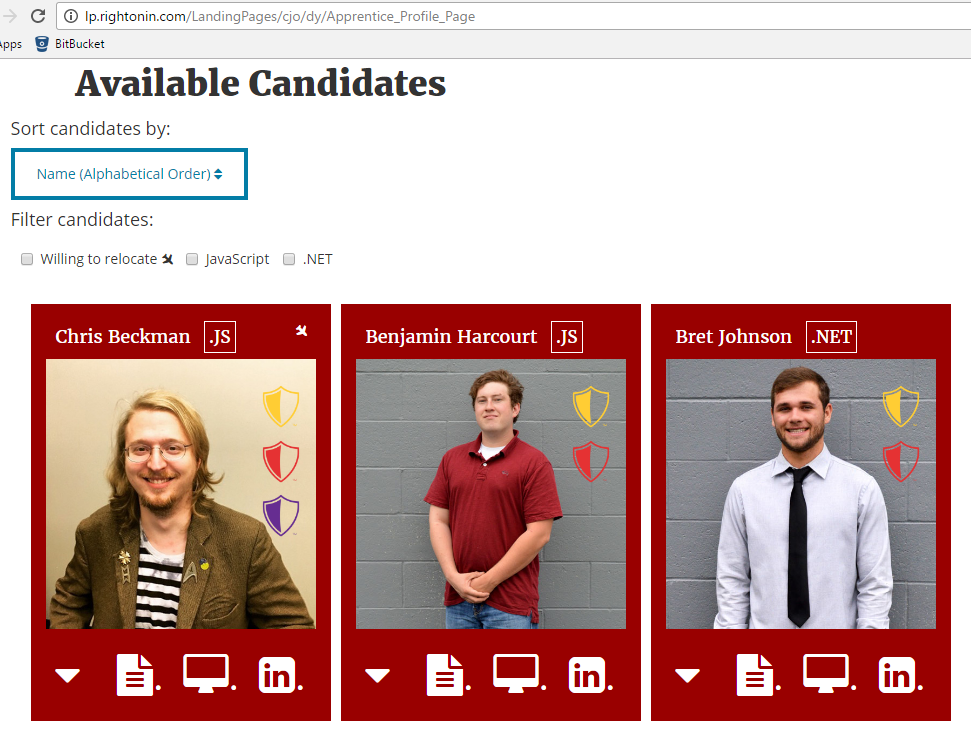 lp.rightonin.com/LandingPages/cjo/dy/Apprentice_Profile_Page
Apps BitBucket
Available Candidates
Sort candidates by:
Name (Alphabetical Order)
Filter candidates:
Willing to relocate JavaScript .NET
Chris Beckman .JS
Benjamin Harcourt .JS
Bret Johnson .NET
. . in.
. . in.
. . in.